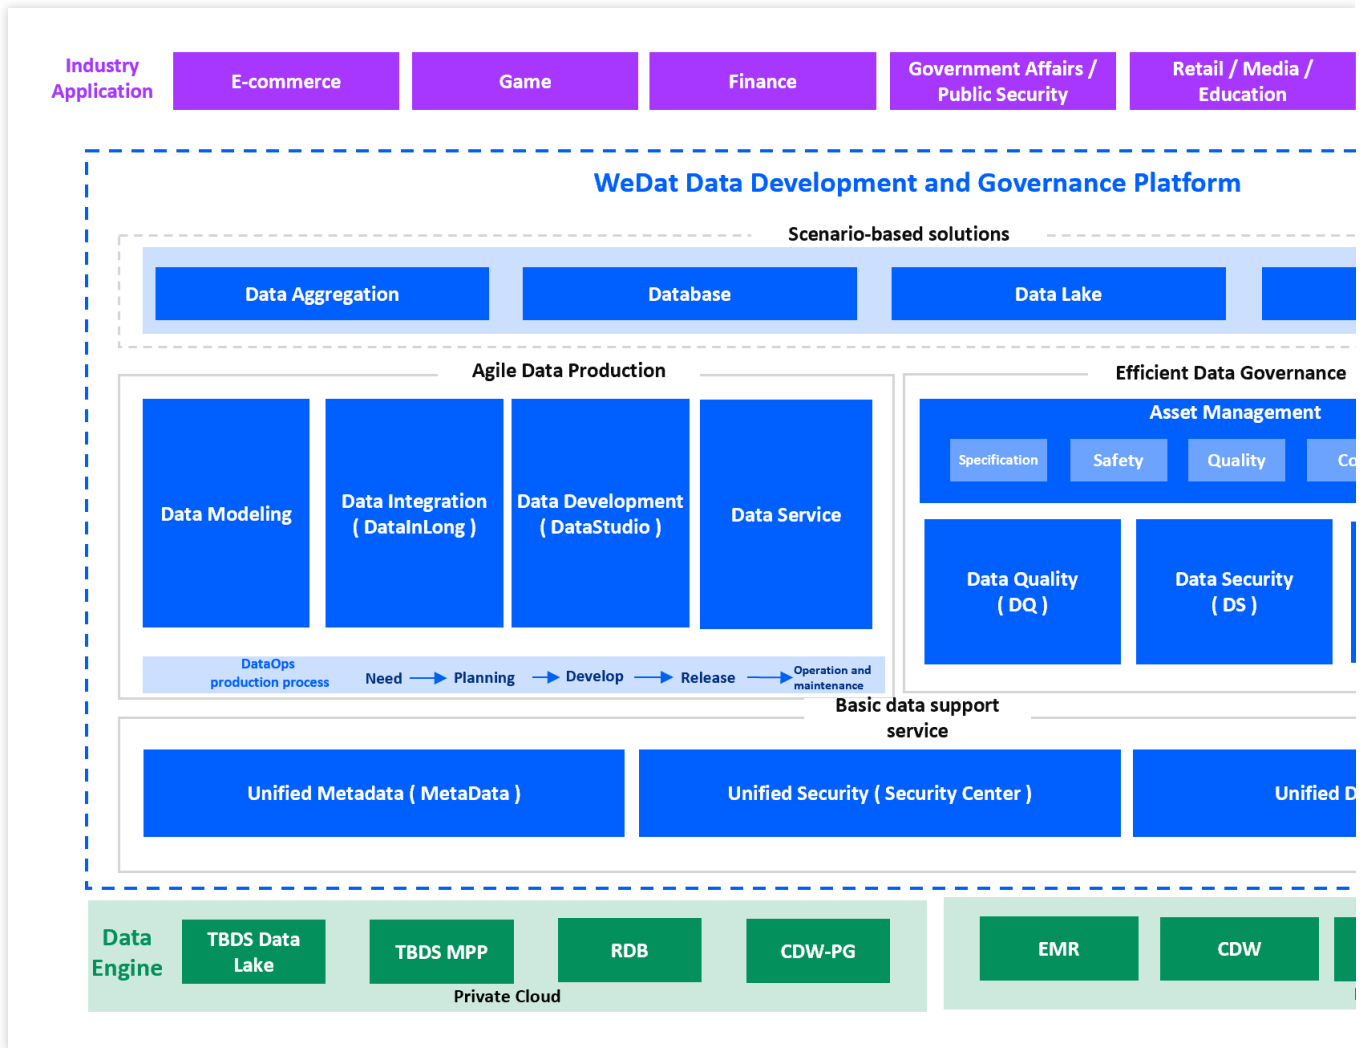 Industry
Application
E-commerce
Game
Finance
Government Affairs /
Public Security
Retail / Media /
Education
WeDat Data Development and Governance Platform
Scenario-based solutions
Data Aggregation
Database
Data Lake
Agile Data Production
Data Modeling
Data Integration
( DataInLong )
Data Development
( DataStudio )
Data Service
DataOps
production process
Need
Planning
Develop
Release
Operation and
maintenance
Efficient Data Governance
Asset Management
Specification
Safety
Quality
Co
Data Quality
( DQ )
Data Security
( DS )
Basic data support
service
Unified Metadata ( MetaData )
Unified Security ( Security Center )
Unified D
Data
Engine
TBDS Data
Lake
TBDS MPP
RDB
CDW-PG
Private Cloud
EMR
CDW